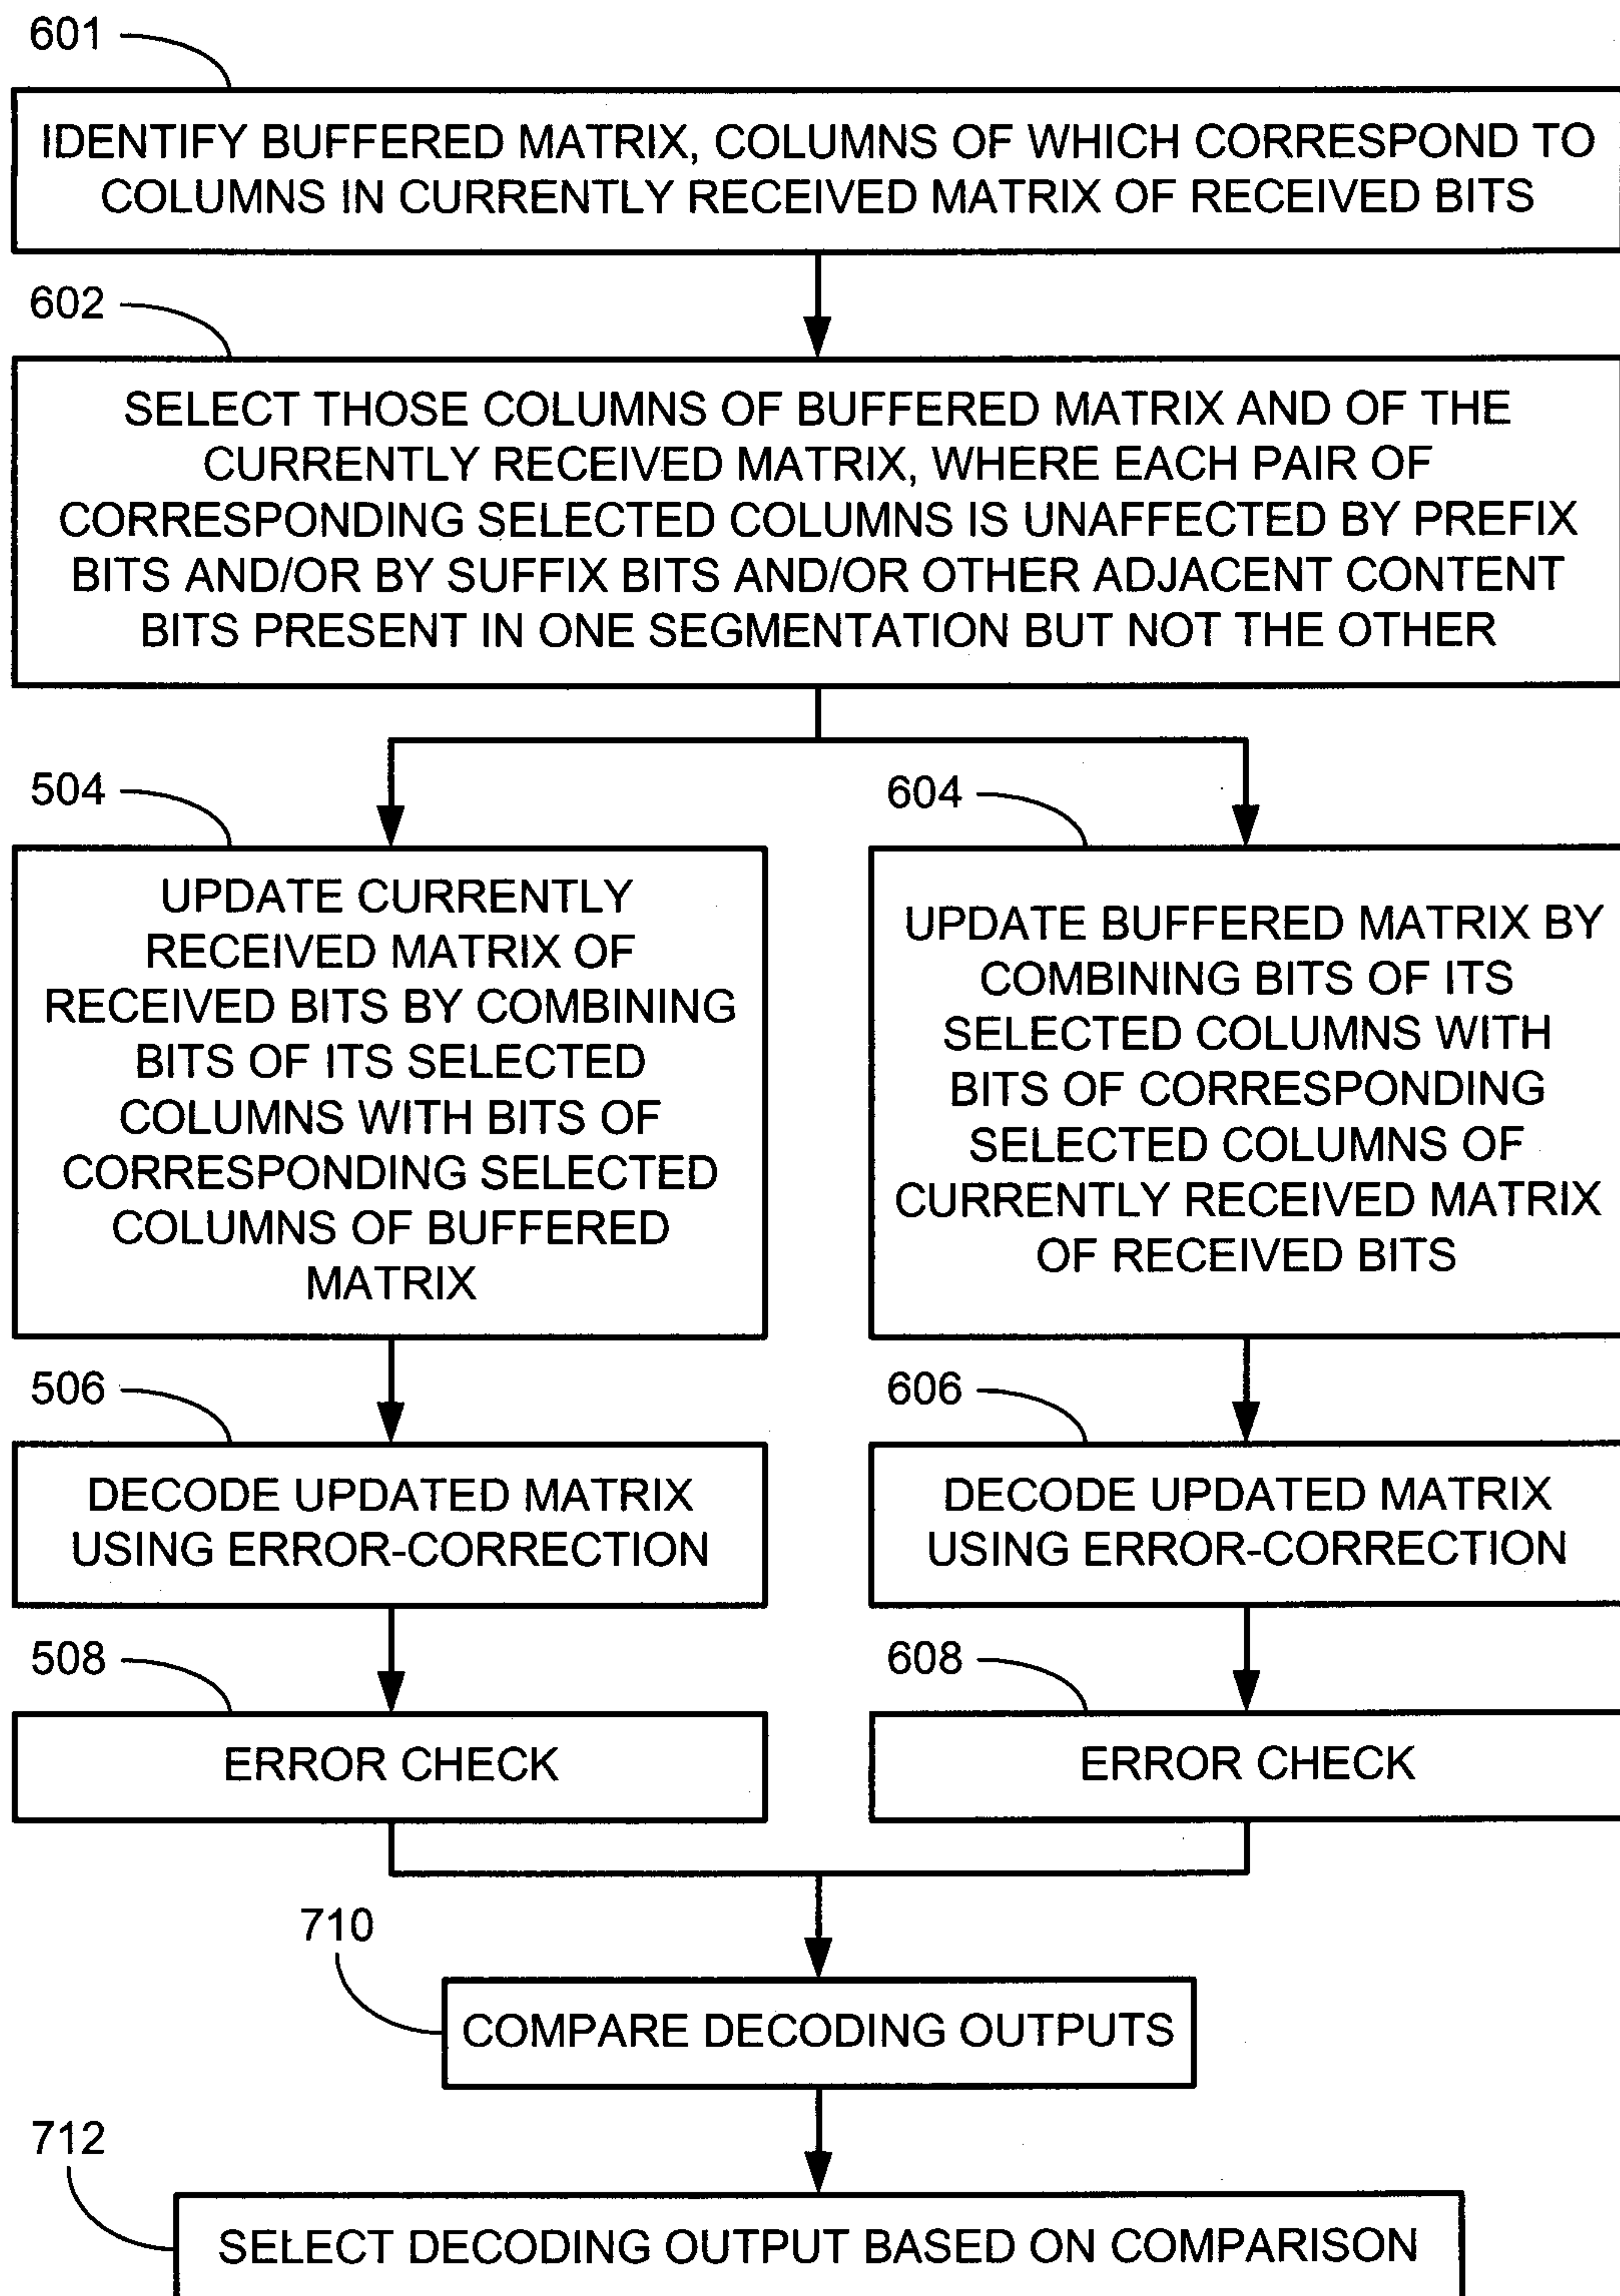 601
IDENTIFY BUFFERED MATRIX, COLUMNS OF WHICH CORRESPOND TO
COLUMNS IN CURRENTLY RECEIVED MATRIX OF RECEIVED BITS
602
SELECT THOSE COLUMNS OF BUFFERED MATRIX AND OF THE
CURRENTLY RECEIVED MATRIX, WHERE EACH PAIR OF
CORRESPONDING SELECTED COLUMNS IS UNAFFECTED BY PREFIX
BITS AND/OR BY SUFFIX BITS AND/OR OTHER ADJACENT CONTENT
BITS PRESENT IN ONE SEGMENTATION BUT NOT THE OTHER
504
UPDATE CURRENTLY
RECEIVED MATRIX OF
RECEIVED BITS BY COMBINING
BITS OF ITS SELECTED
COLUMNS WITH BITS OF
CORRESPONDING SELECTED
COLUMNS OF BUFFERED
MATRIX
604
UPDATE BUFFERED MATRIX BY
COMBINING BITS OF ITS
SELECTED COLUMNS WITH
BITS OF CORRESPONDING
SELECTED COLUMNS OF
CURRENTLY RECEIVED MATRIX
OF RECEIVED BITS
506
DECODE UPDATED MATRIX
USING ERROR-CORRECTION
606
DECODE UPDATED MATRIX
USING ERROR-CORRECTION
508
ERROR CHECK
608
ERROR CHECK
710
COMPARE DECODING OUTPUTS
712
SELECT DECODING OUTPUT BASED ON COMPARISON